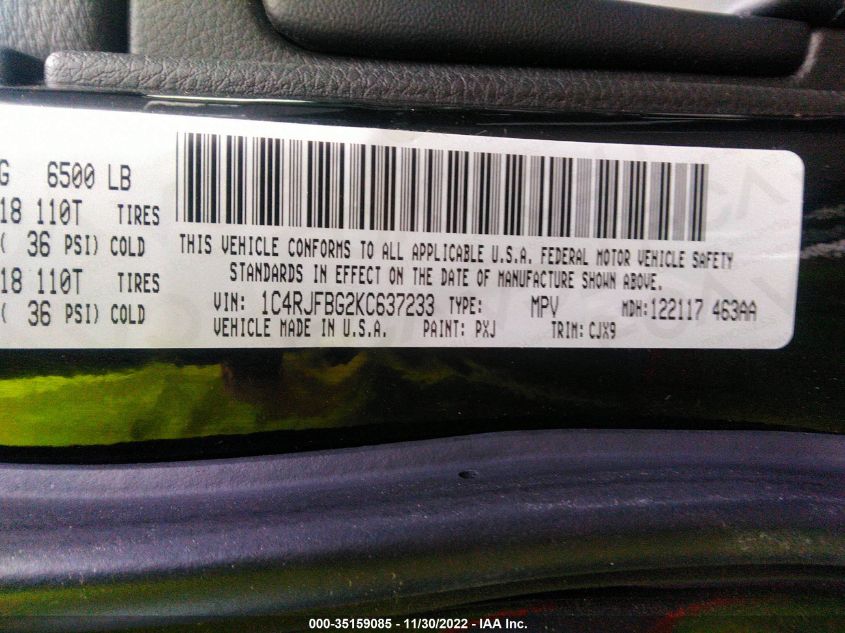 G 6500 LB
18 110T TIRES
( 36 PSI) COLD
18 110T TIRES
( 36 PSI) COLD
THIS VEHICLE CONFORMS TO ALL APPLICABLE U.S.A. FEDERAL MOTOR VEHICLE SAFETY
STANDARDS IN EFFECT ON THE DATE OF MANUFACTURE SHOWN ABOVE.
VIN: 1C4RJFBG2KC637233 TYPE: MPV MDH:122117 463AA
VEHICLE MADE IN U.S.A. PAINT: PXJ TRIM: CJX9
000-35159085 - 11/30/2022 - IAA Inc.